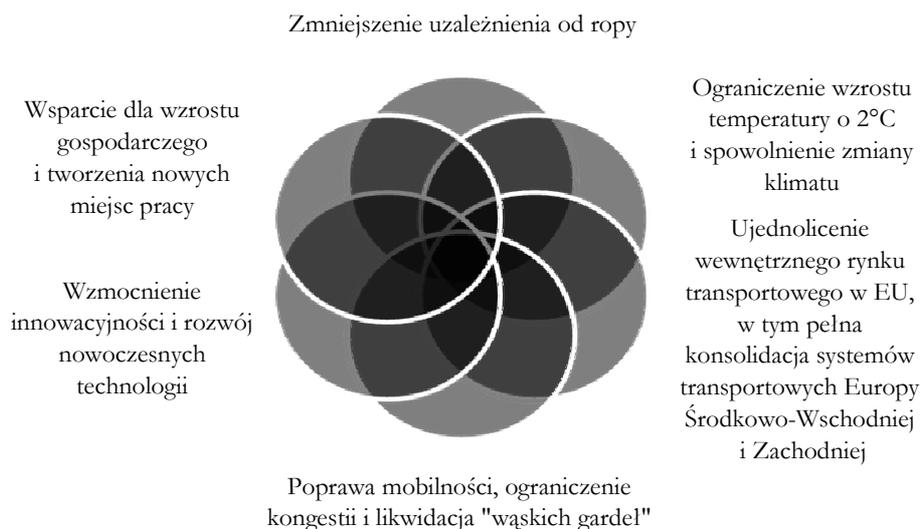 Zmniejszenie uzależnienia od ropy
Wsparcie dla wzrostu
gospodarczego
i tworzenia nowych
miejsc pracy
Ograniczenie wzrostu
temperatury o 2°C
i spowolnienie zmiany
klimatu
Wzmocnienie
innowacyjności i rozwój
nowoczesnych
technologii
Ujednolicenie
wewnętrznego rynku
transportowego w EU,
w tym pełna
konsolidacja systemów
transportowych Europy
Środkowo-Wschodniej
i Zachodniej
Poprawa mobilności, ograniczenie
kongestii i likwidacja "wąskich gardeł"